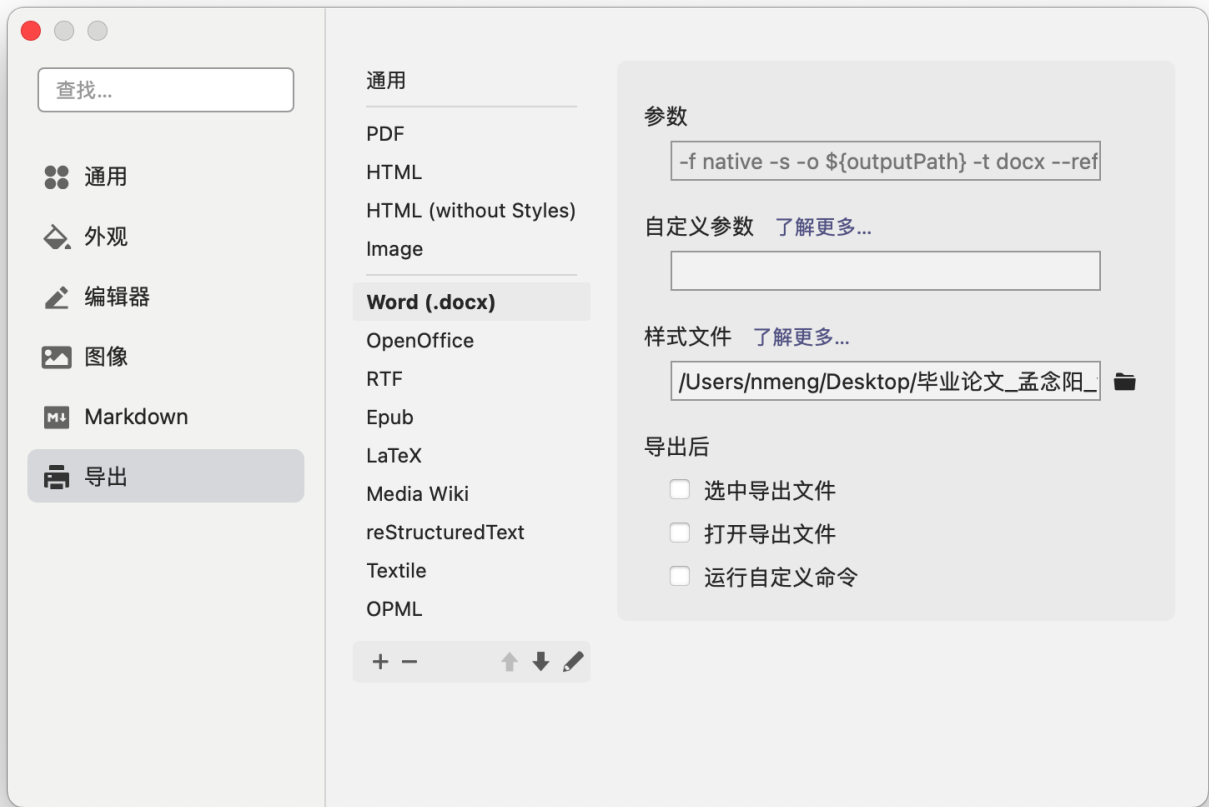 查找...
通用
外观
编辑器
图像
Markdown
导出
通用
PDF
HTML
HTML (without Styles)
Image
Word (.docx)
OpenOffice
RTF
Epub
LaTeX
Media Wiki
reStructuredText
Textile
OPML
参数
-f native -s -o ${outputPath} -t docx --ref
自定义参数 了解更多...
样式文件 了解更多...
/Users/nmeng/Desktop/毕业论文_孟念阳_
导出后
选中导出文件
打开导出文件
运行自定义命令